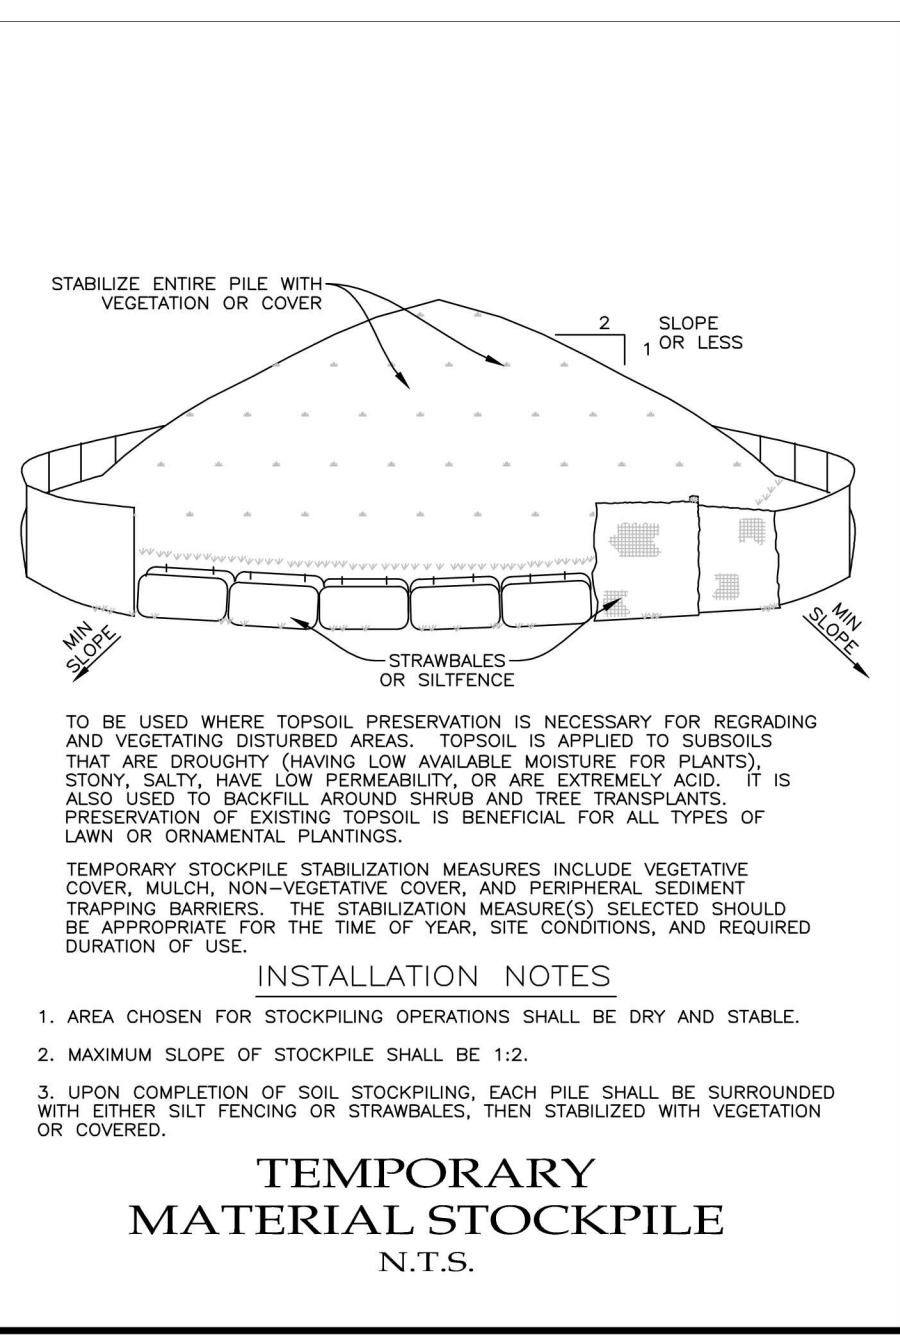 STABILIZE ENTIRE PILE WITH
VEGETATION OR COVER
2
1
SLOPE
OR LESS
MIN
SLOPE
MIN
SLOPE
STRAWBALES
OR SILTFENCE
TO BE USED WHERE TOPSOIL PRESERVATION IS NECESSARY FOR REGRADING
AND VEGETATING DISTURBED AREAS. TOPSOIL IS APPLIED TO SUBSOILS
THAT ARE DROUGHTY (HAVING LOW AVAILABLE MOISTURE FOR PLANTS),
STONY, SALTY, HAVE LOW PERMEABILITY, OR ARE EXTREMELY ACID. IT IS
ALSO USED TO BACKFILL AROUND SHRUB AND TREE TRANSPLANTS.
PRESERVATION OF EXISTING TOPSOIL IS BENEFICIAL FOR ALL TYPES OF
LAWN OR ORNAMENTAL PLANTINGS.
TEMPORARY STOCKPILE STABILIZATION MEASURES INCLUDE VEGETATIVE
COVER, MULCH, NON-VEGETATIVE COVER, AND PERIPHERAL SEDIMENT
TRAPPING BARRIERS. THE STABILIZATION MEASURE(S) SELECTED SHOULD
BE APPROPRIATE FOR THE TIME OF YEAR, SITE CONDITIONS, AND REQUIRED
DURATION OF USE.
INSTALLATION NOTES
1. AREA CHOSEN FOR STOCKPILING OPERATIONS SHALL BE DRY AND STABLE.
2. MAXIMUM SLOPE OF STOCKPILE SHALL BE 1:2.
3. UPON COMPLETION OF SOIL STOCKPILING, EACH PILE SHALL BE SURROUNDED
WITH EITHER SILT FENCING OR STRAWBALES, THEN STABILIZED WITH VEGETATION
OR COVERED.
TEMPORARY
MATERIAL STOCKPILE
N.T.S.